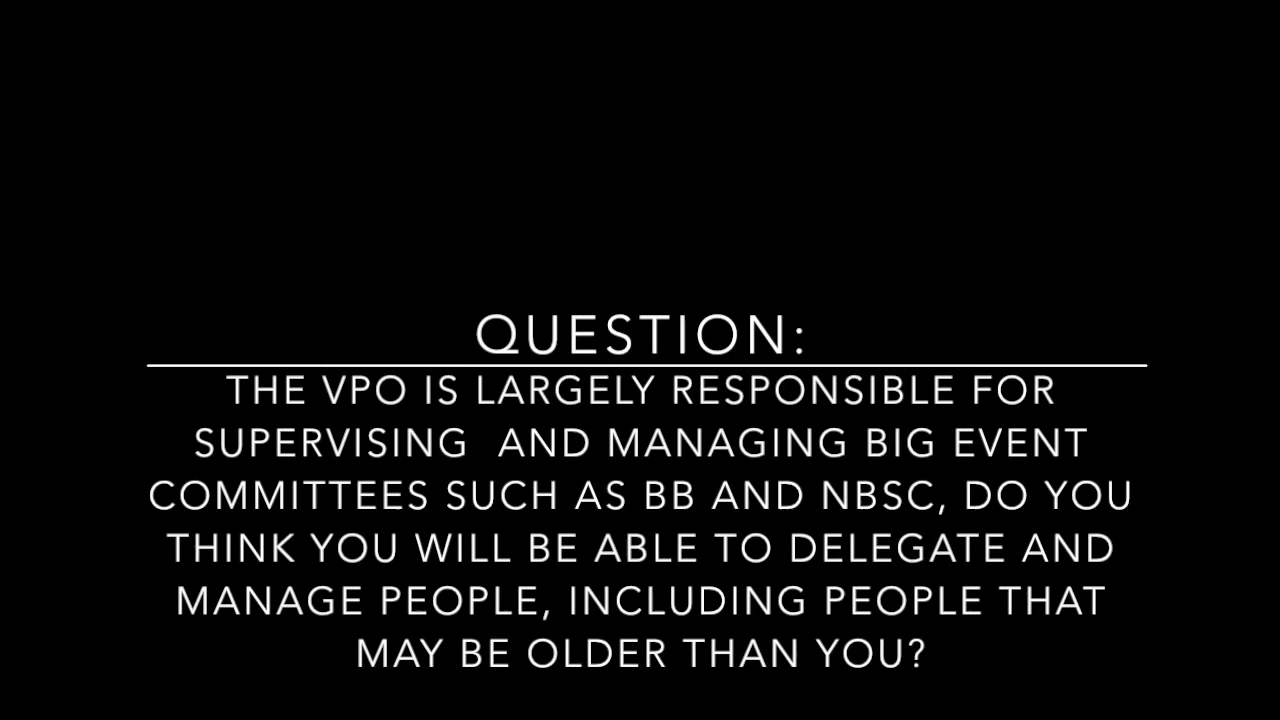 QUESTION:
THE VPO IS LARGELY RESPONSIBLE FOR
SUPERVISING  AND MANAGING BIG EVENT
COMMITTEES SUCH AS BB AND NBSC, DO YOU
THINK YOU WILL BE ABLE TO DELEGATE AND
MANAGE PEOPLE, INCLUDING PEOPLE THAT
MAY BE OLDER THAN YOU?